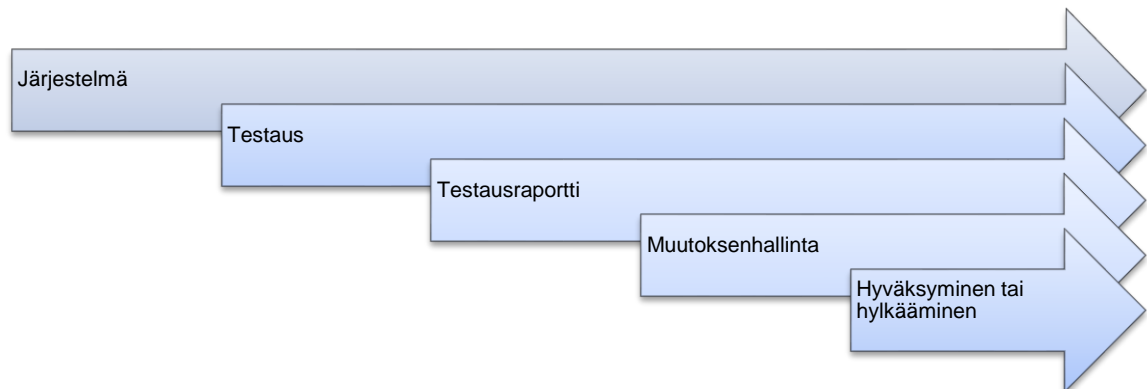 Järjestelmä
Testaus
Testausraportti
Muutoksenhallinta
Hyväksyminen tai
hylkääminen